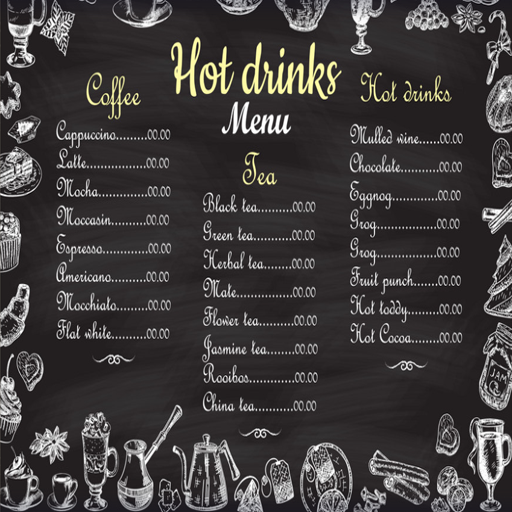 Hot drinks
Menu
Coffee
Cappuccino.........00.00
Latte...............00.00
Mocha............00.00
Moccasin.........00.00
Espresso...........00.00
Americano........00.00
Mocchiato.........00.00
Flat white.........00.00
Tea
Black tea..........00.00
Green tea..........00.00
Herbal tea.......00.00
Mate...............00.00
Flower tea........00.00
Jasmine tea......00.00
Rooibos............00.00
China tea.........00.00
Hot drinks
Mulled wine.....00.00
Chocolate.........00.00
Eggnog............00.00
Grog...............00.00
Grog...............00.00
Fruit punch......00.00
Hot toddy........00.00
Hot Cocoa........00.00
JAM